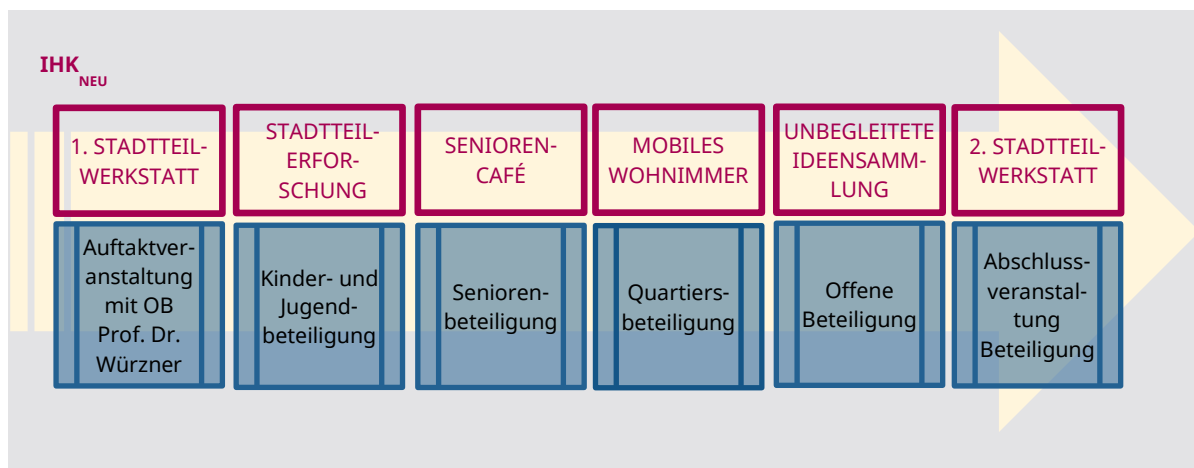 IHK
NEU
1. STADTTEIL-
WERKSTATT
STADTTEIL-
ERFOR-
SCHUNG
SENIOREN-
CAFÉ
MOBILES
WOHNIMMER
UNBEGLEITETE
IDEENSAMM-
LUNG
2. STADTTEIL-
WERKSTATT
Auftaktver-
anstaltung
mit OB
Prof. Dr.
Würzner
Kinder- und
Jugend-
beteiligung
Senioren-
beteiligung
Quartiers-
beteiligung
Offene
Beteiligung
Abschluss-
veranstal-
tung
Beteiligung